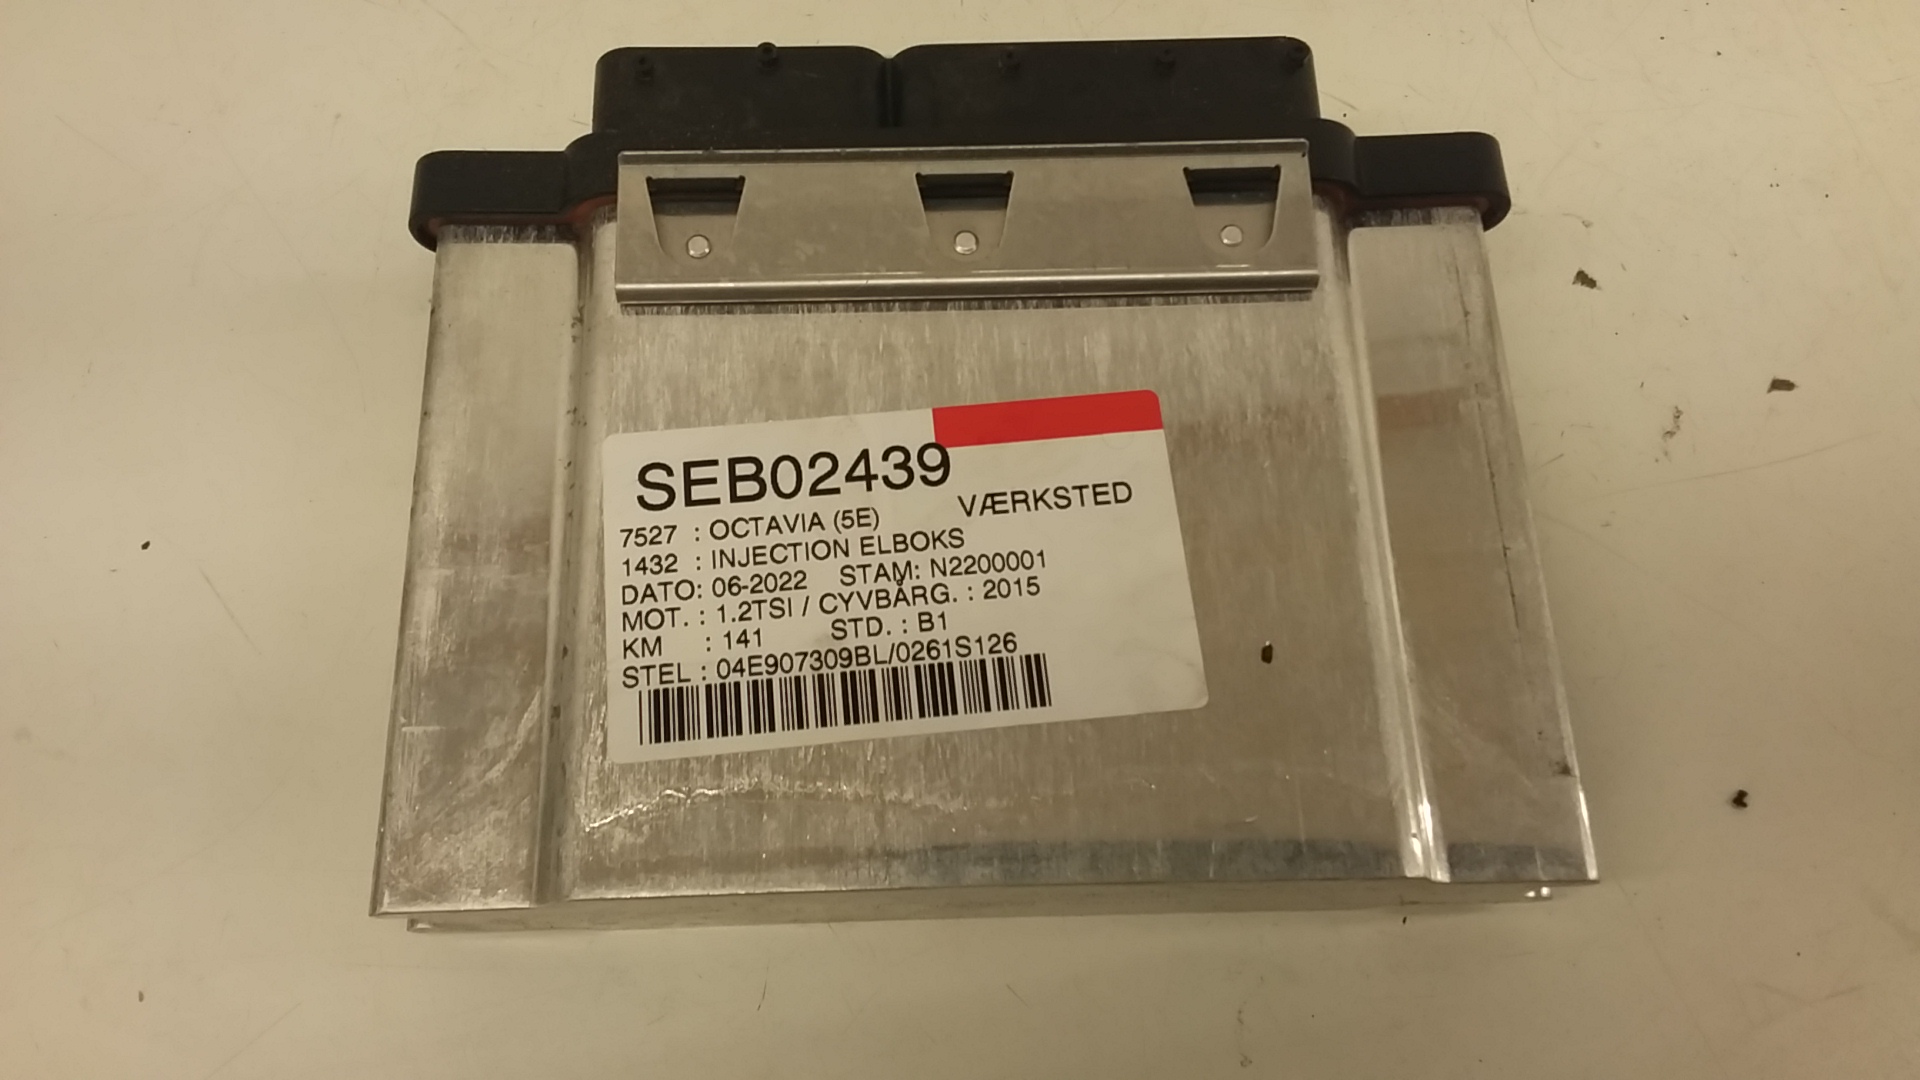 SEB02439
VÆRKSTED
7527 : OCTAVIA (5E)
1432 : INJECTION ELBOKS
DATO: 06-2022 STAM: N2200001
MOT. : 1.2TSI / CYVBÅRG. : 2015
KM : 141 STD. : B1
STEL : 04E907309BL/0261S126